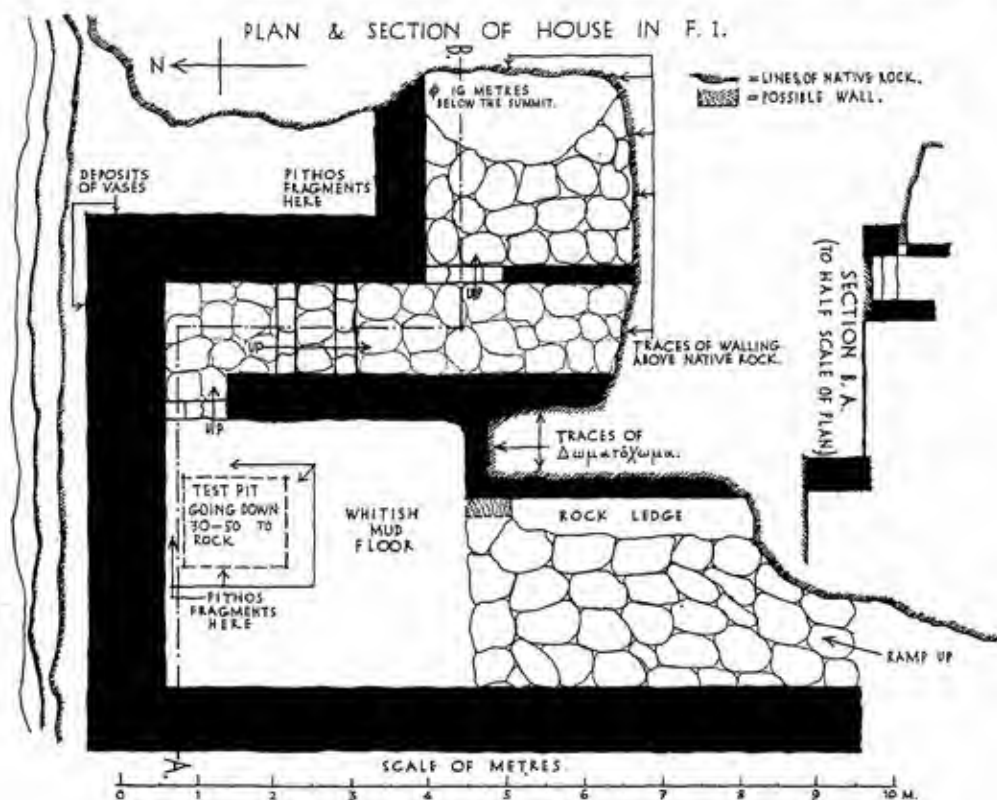 PLAN & SECTION OF HOUSE IN F. I.
N
B.
= LINES OF NATIVE ROCK.
= POSSIBLE WALL.
ϕ 16 METRES
BELOW THE SUMMIT.
DEPOSITS
OF VASES
PITHOS
FRAGMENTS
HERE
UP
UP
UP
TRACES OF WALLING
ABOVE NATIVE ROCK.
SECTION B. A.
(TO HALF SCALE OF PLAN)
TRACES OF
Δωματόχωμα.
TEST PIT
GOING DOWN
30–50 TO
ROCK
WHITISH
MUD
FLOOR
ROCK LEDGE
PITHOS
FRAGMENTS
HERE
RAMP UP
A.
SCALE OF METRES.
0 1 2 3 4 5 6 7 8 9 10 M.